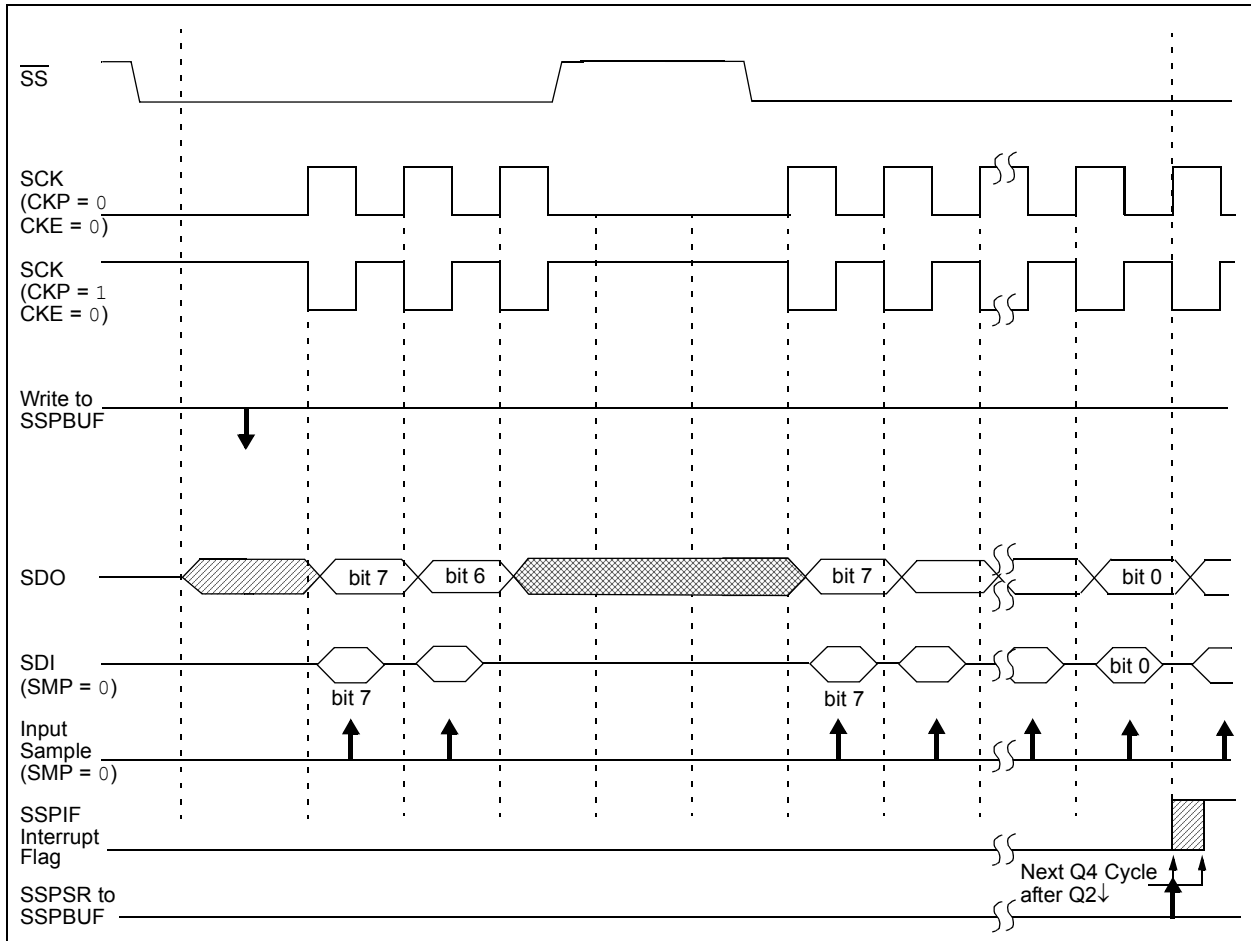 SS
SCK
(CKP = 0
CKE = 0)
SCK
(CKP = 1
CKE = 0)
Write to
SSPBUF
SDO
bit 7
bit 6
bit 7
bit 0
SDI
(SMP = 0)
bit 7
bit 7
bit 0
Input
Sample
(SMP = 0)
SSPIF
Interrupt
Flag
Next Q4 Cycle
after Q2↓
SSPSR to
SSPBUF